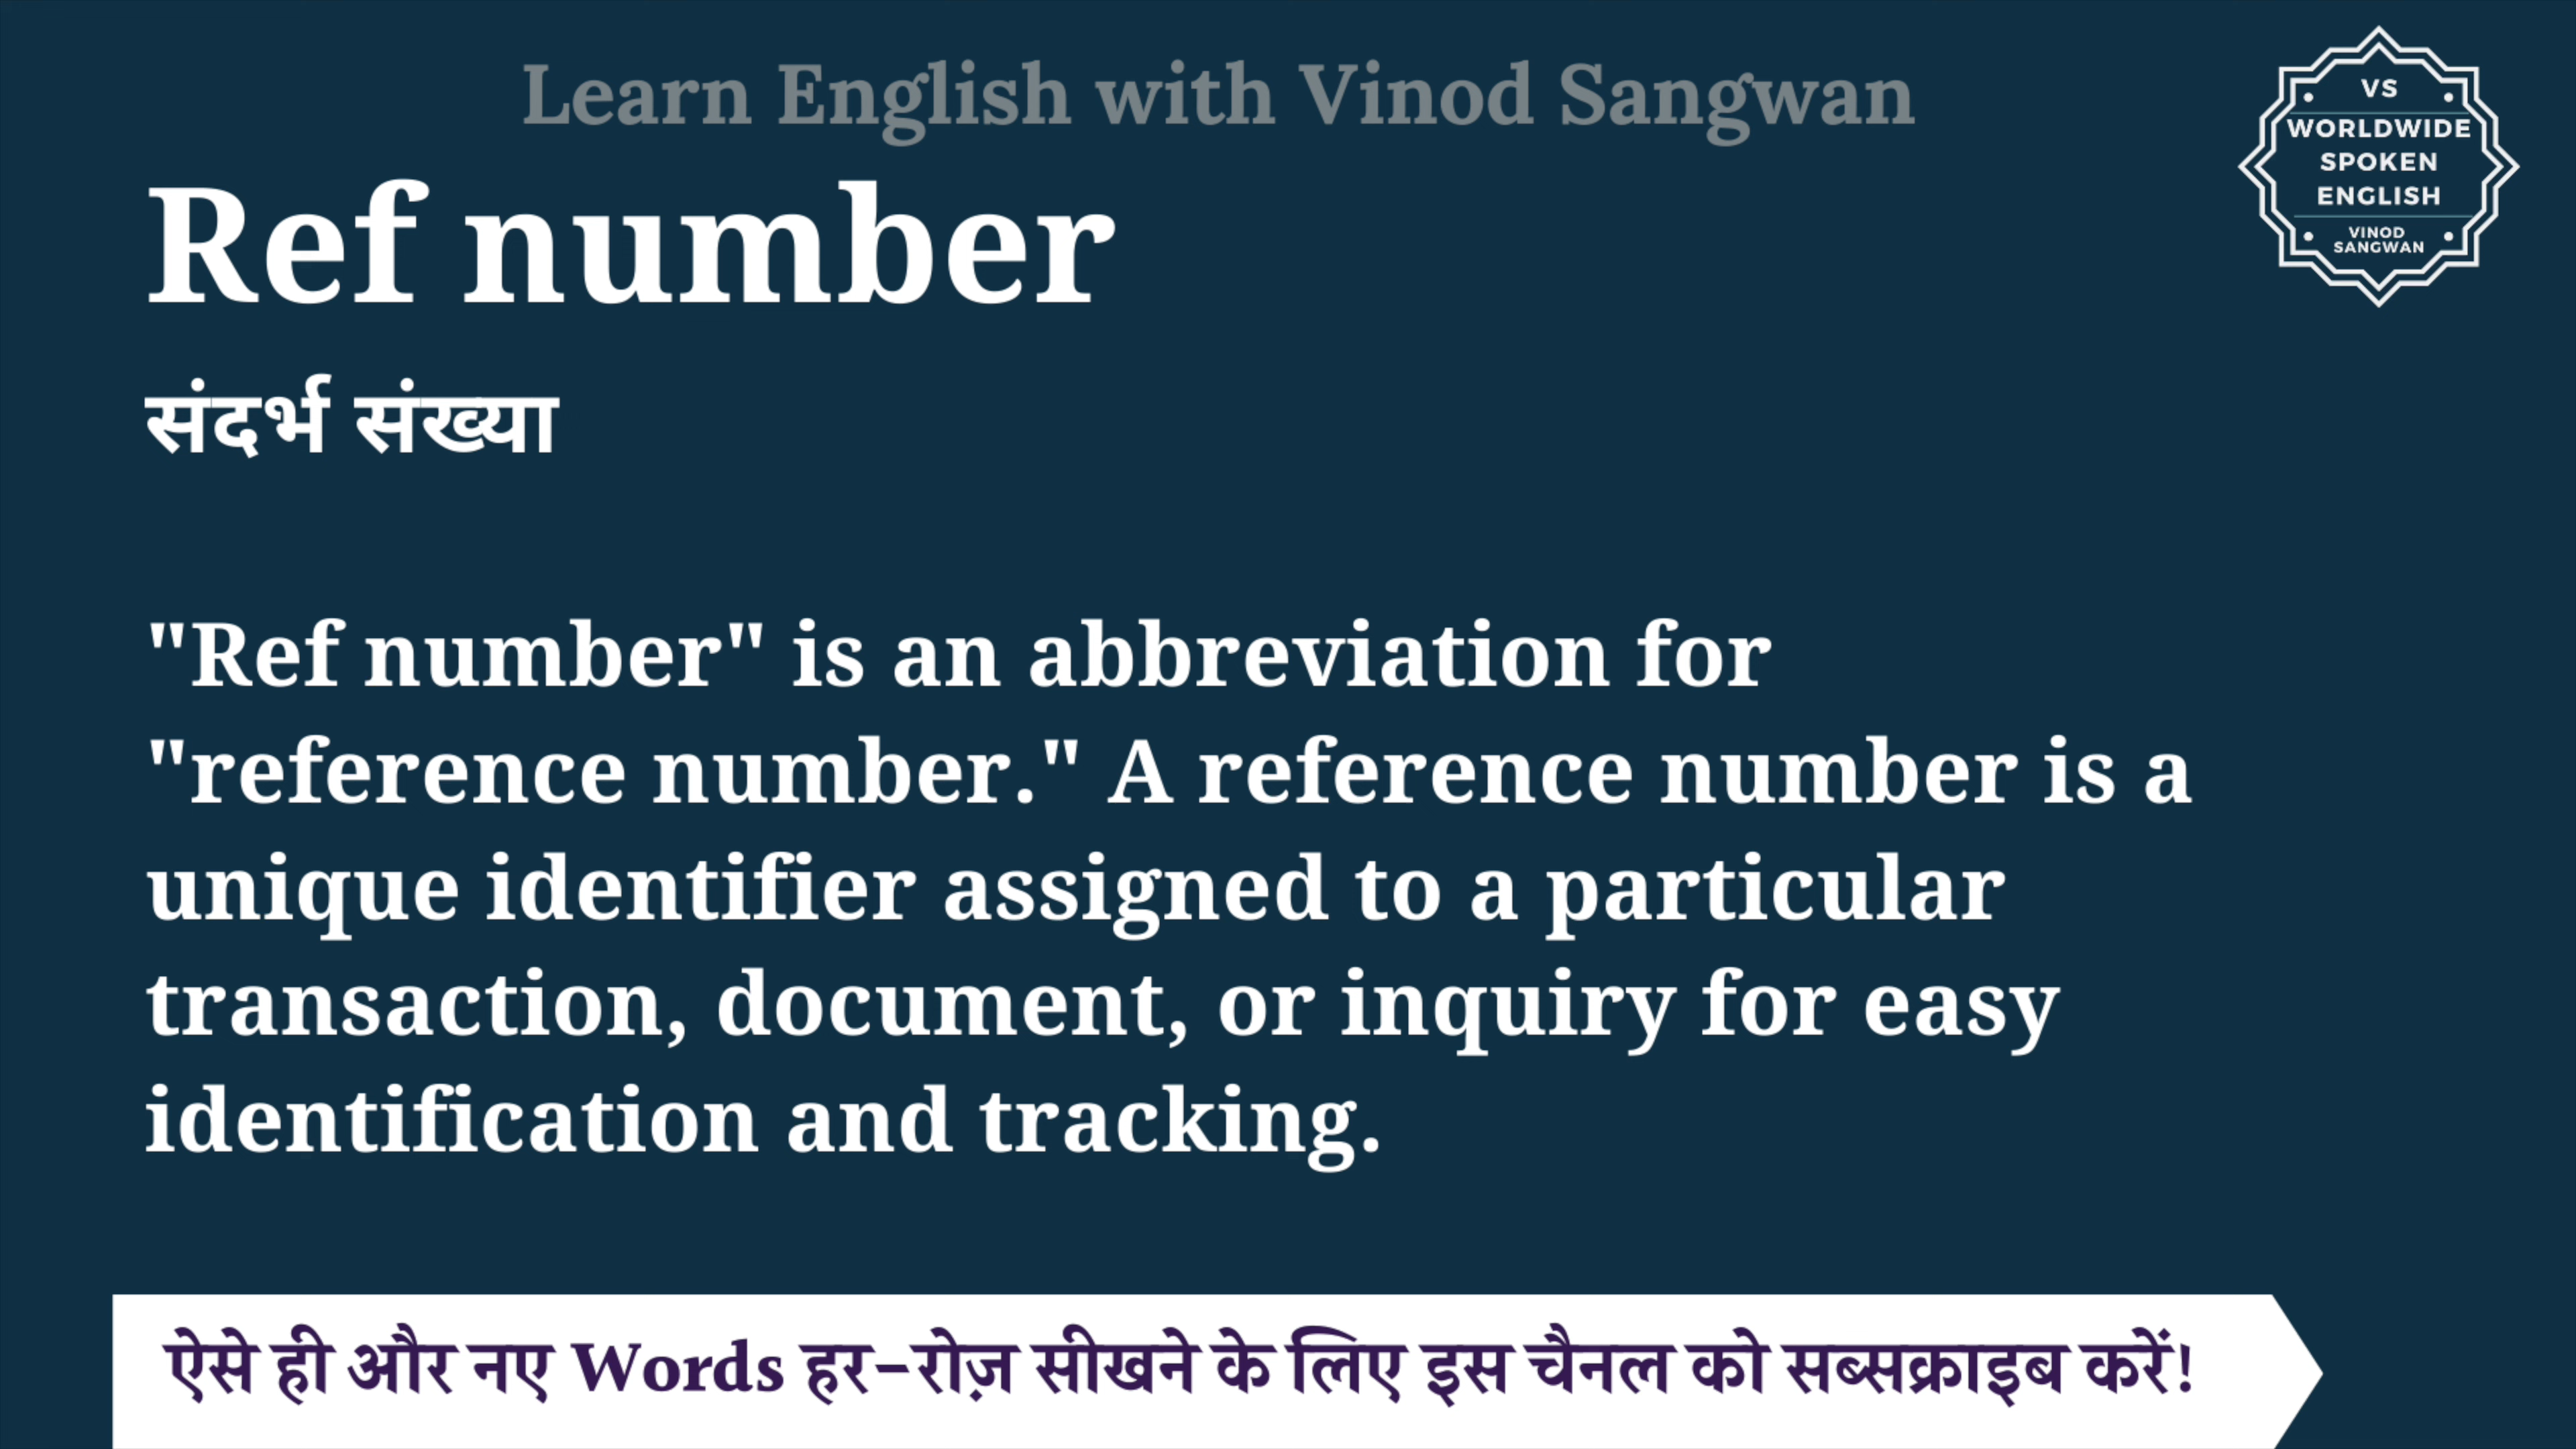 Learn English with Vinod Sangwan
VS
WORLDWIDE
SPOKEN
ENGLISH
VINOD
SANGWAN
Ref number
संदर्भ संख्या
"Ref number" is an abbreviation for
"reference number." A reference number is a
unique identifier assigned to a particular
transaction, document, or inquiry for easy
identification and tracking.
ऐसे ही और नए Words हर-रोज़ सीखने के लिए इस चैनल को सब्सक्राइब करें!